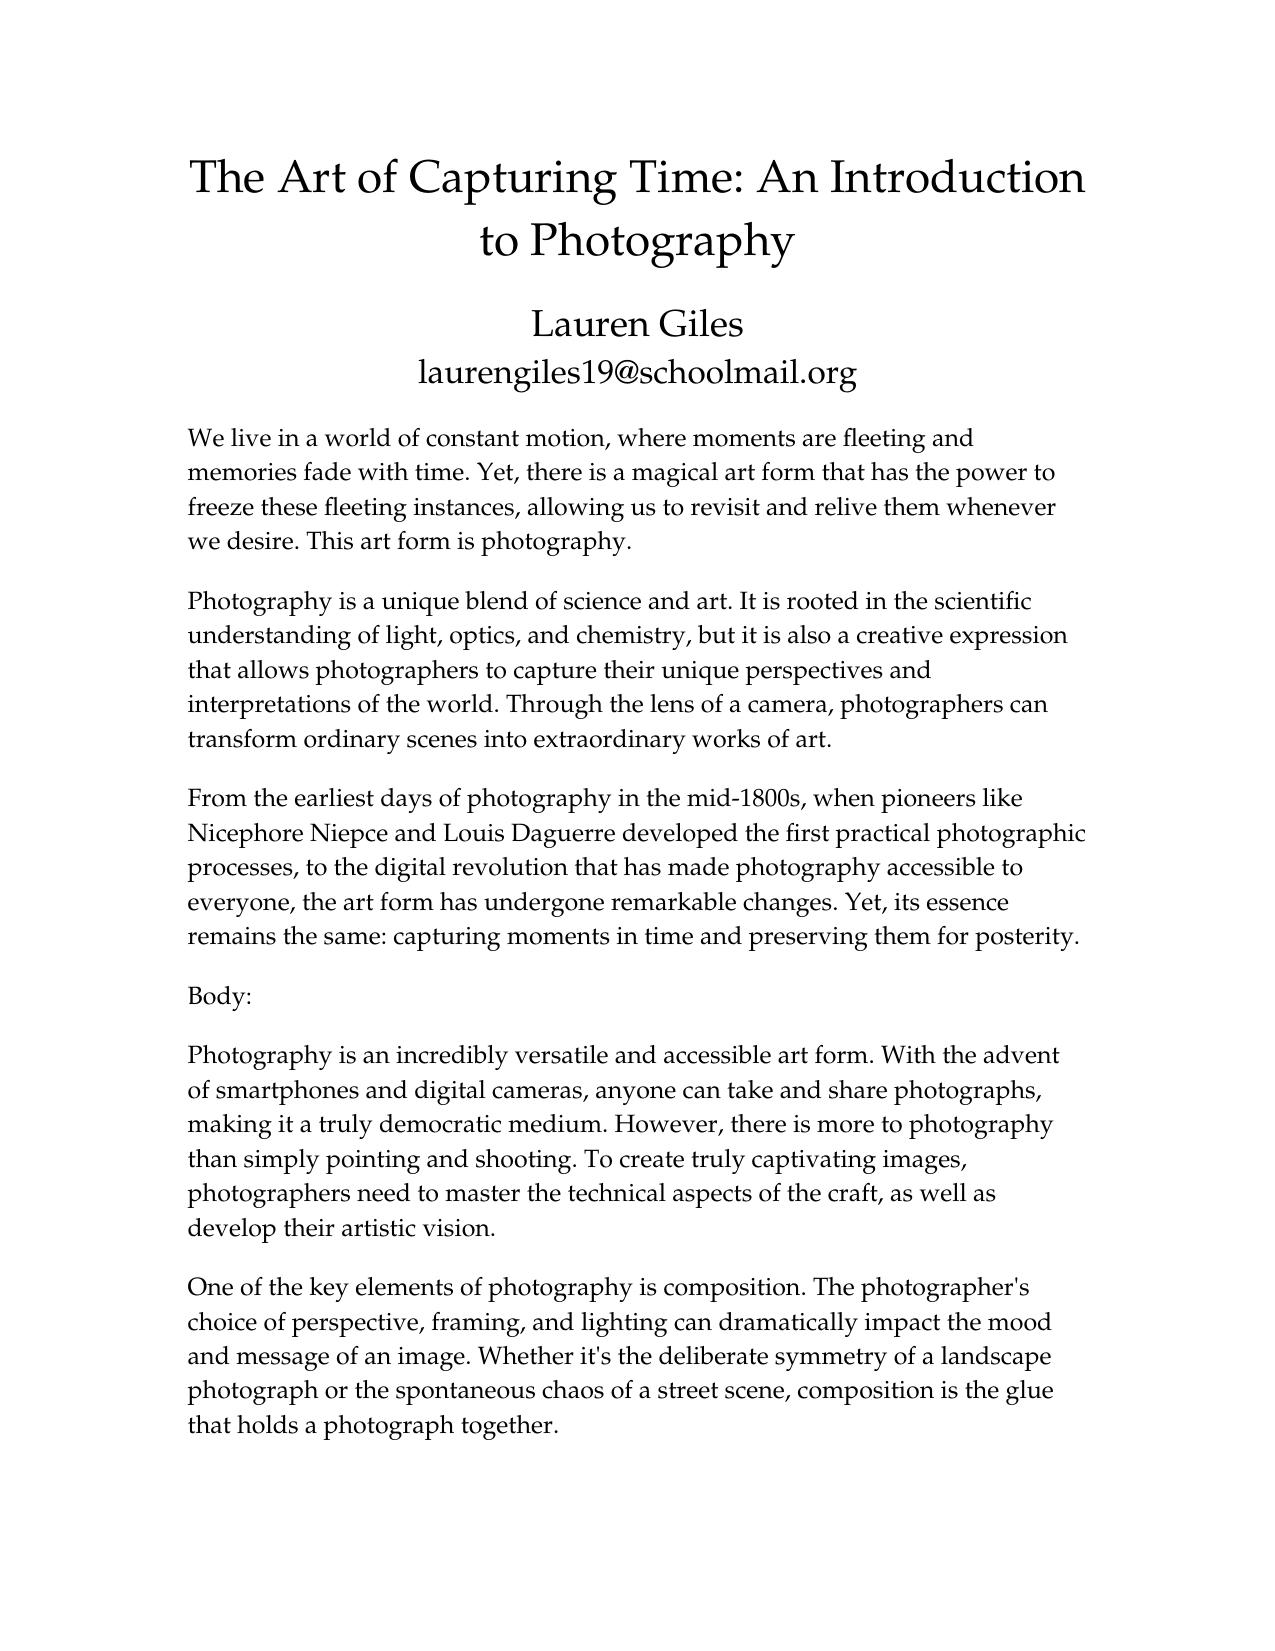 The Art of Capturing Time: An Introduction
to Photography
Lauren Giles
laurengiles19@schoolmail.org
We live in a world of constant motion, where moments are fleeting and
memories fade with time. Yet, there is a magical art form that has the power to
freeze these fleeting instances, allowing us to revisit and relive them whenever
we desire. This art form is photography.
Photography is a unique blend of science and art. It is rooted in the scientific
understanding of light, optics, and chemistry, but it is also a creative expression
that allows photographers to capture their unique perspectives and
interpretations of the world. Through the lens of a camera, photographers can
transform ordinary scenes into extraordinary works of art.
From the earliest days of photography in the mid-1800s, when pioneers like
Nicephore Niepce and Louis Daguerre developed the first practical photographic
processes, to the digital revolution that has made photography accessible to
everyone, the art form has undergone remarkable changes. Yet, its essence
remains the same: capturing moments in time and preserving them for posterity.
Body:
Photography is an incredibly versatile and accessible art form. With the advent
of smartphones and digital cameras, anyone can take and share photographs,
making it a truly democratic medium. However, there is more to photography
than simply pointing and shooting. To create truly captivating images,
photographers need to master the technical aspects of the craft, as well as
develop their artistic vision.
One of the key elements of photography is composition. The photographer's
choice of perspective, framing, and lighting can dramatically impact the mood
and message of an image. Whether it's the deliberate symmetry of a landscape
photograph or the spontaneous chaos of a street scene, composition is the glue
that holds a photograph together.